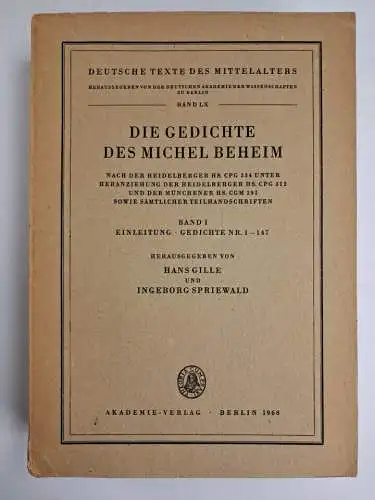 DEUTSCHE TEXTE DES MITTELALTERS
HERAUSGEGEBEN VON DER DEUTSCHEN AKADEMIE DER WISSENSCHAFTEN
ZU BERLIN
BAND LX
DIE GEDICHTE
DES MICHEL BEHEIM
NACH DER HEIDELBERGER HS. CPG 334 UNTER
HERANZIEHUNG DER HEIDELBERGER HS. CPG 312
UND DER MÜNCHENER HS. CGM 291
SOWIE SÄMTLICHER TEILHANDSCHRIFTEN
BAND I
EINLEITUNG · GEDICHTE NR. 1–147
HERAUSGEGEBEN VON
HANS GILLE
UND
INGEBORG SPRIEWALD
AKADEMIE-VERLAG · BERLIN 1968